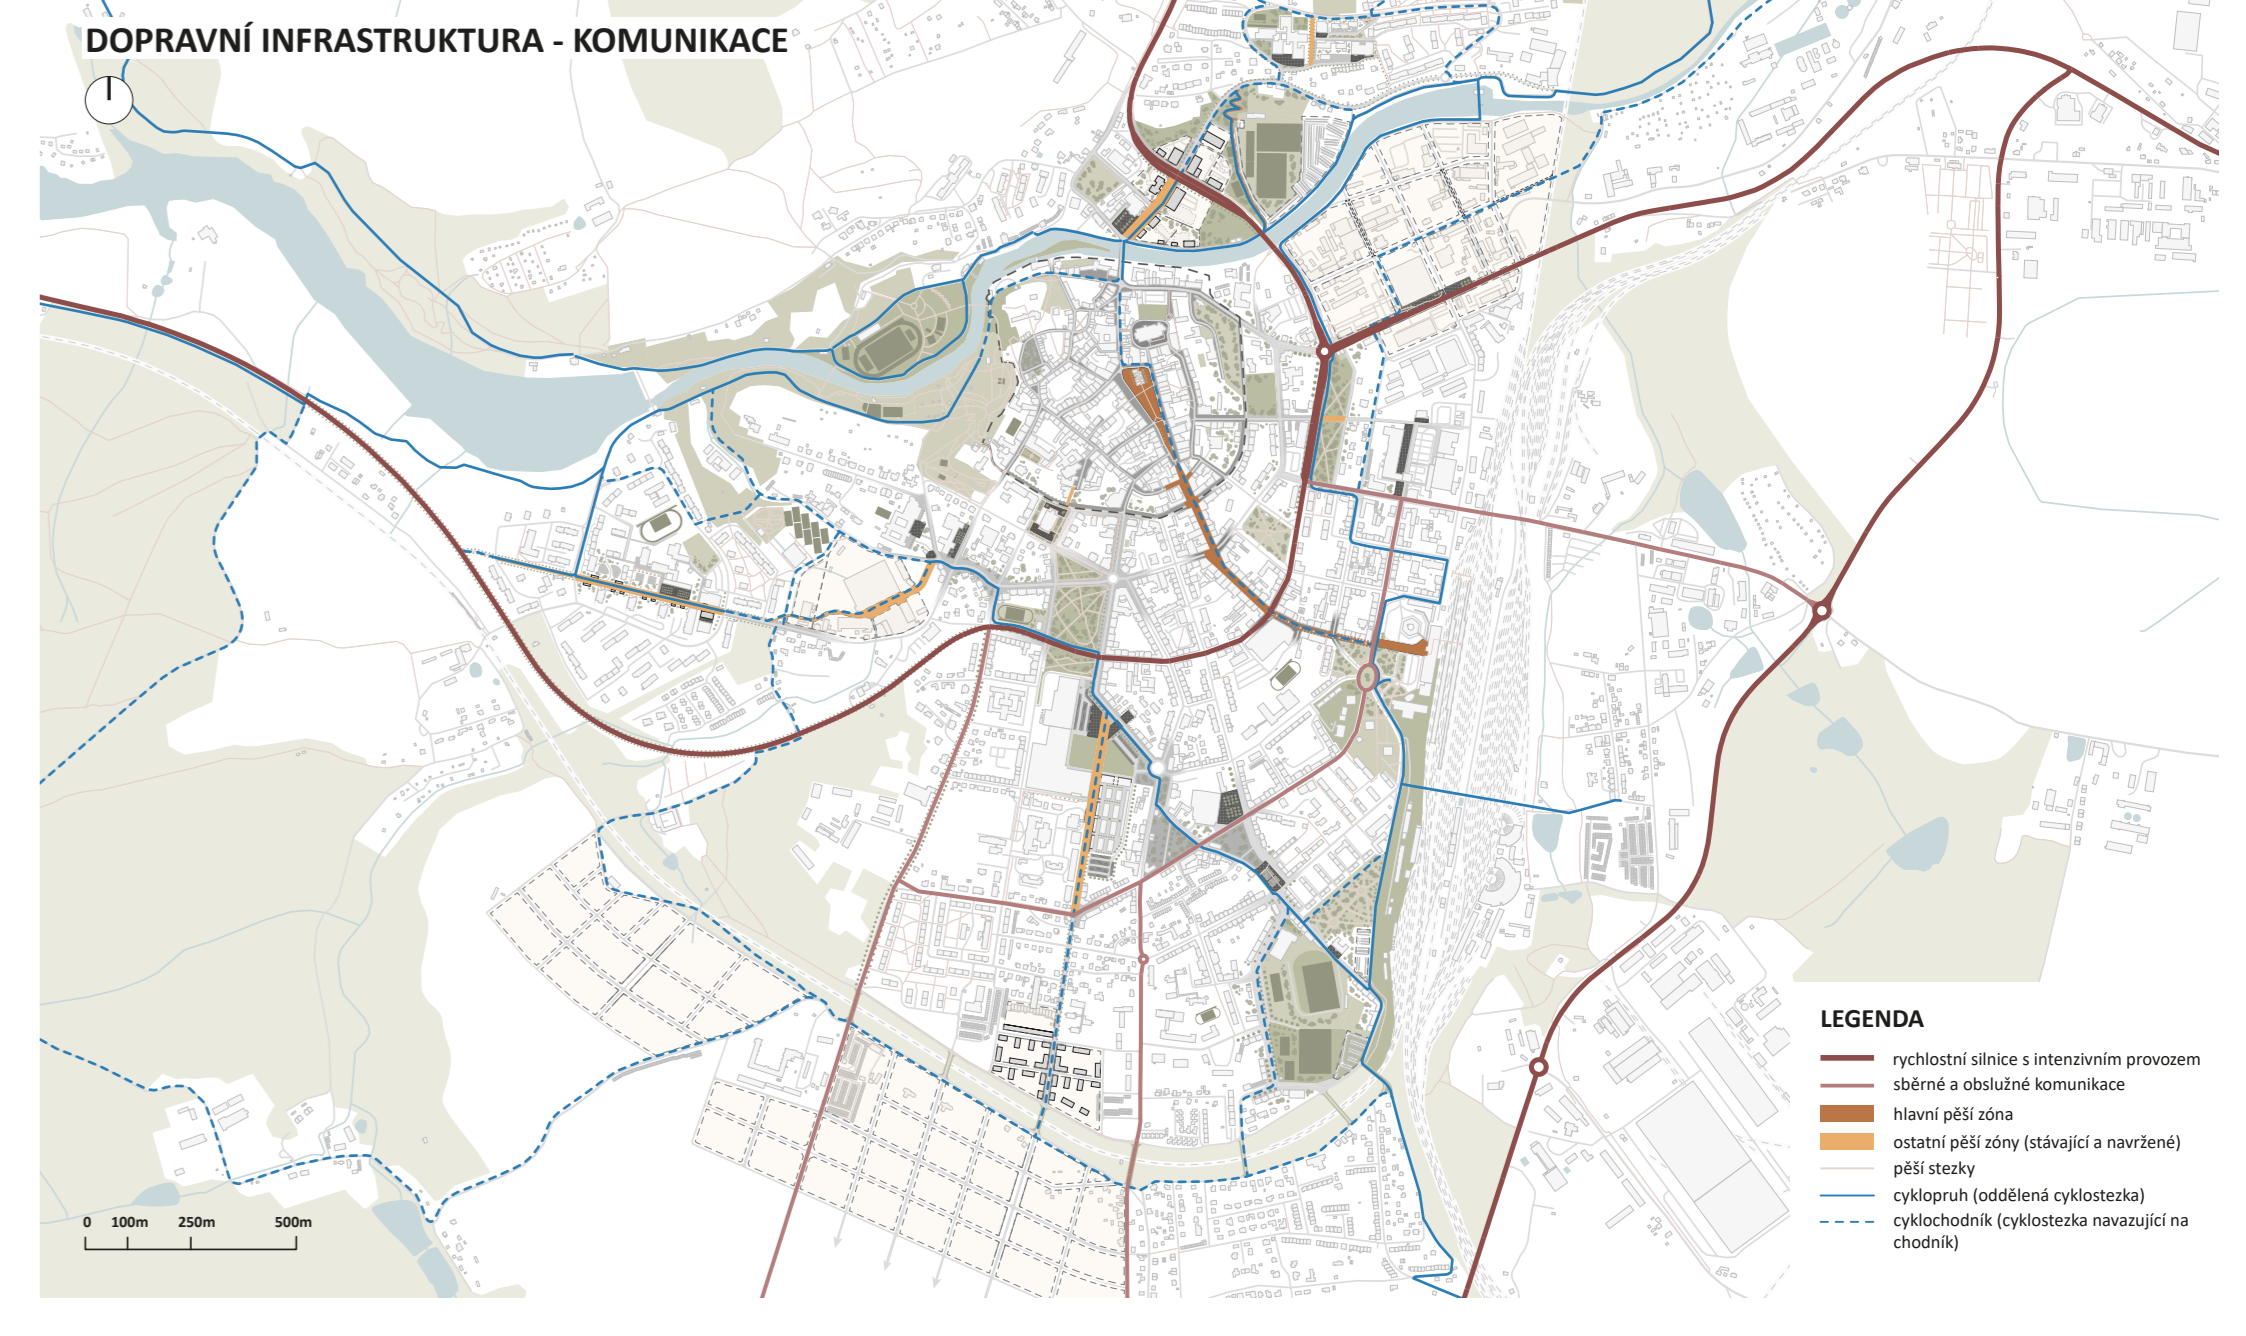 DOPRAVNÍ INFRASTRUKTURA - KOMUNIKACE
LEGENDA
rychlostní silnice s intenzivním provozem
sběrné a obslužné komunikace
hlavní pěší zóna
ostatní pěší zóny (stávající a navržené)
pěší stezky
cyklopruh (oddělená cyklostezka)
cyklochodník (cyklostezka navazující na
chodník)
0 100m 250m 500m